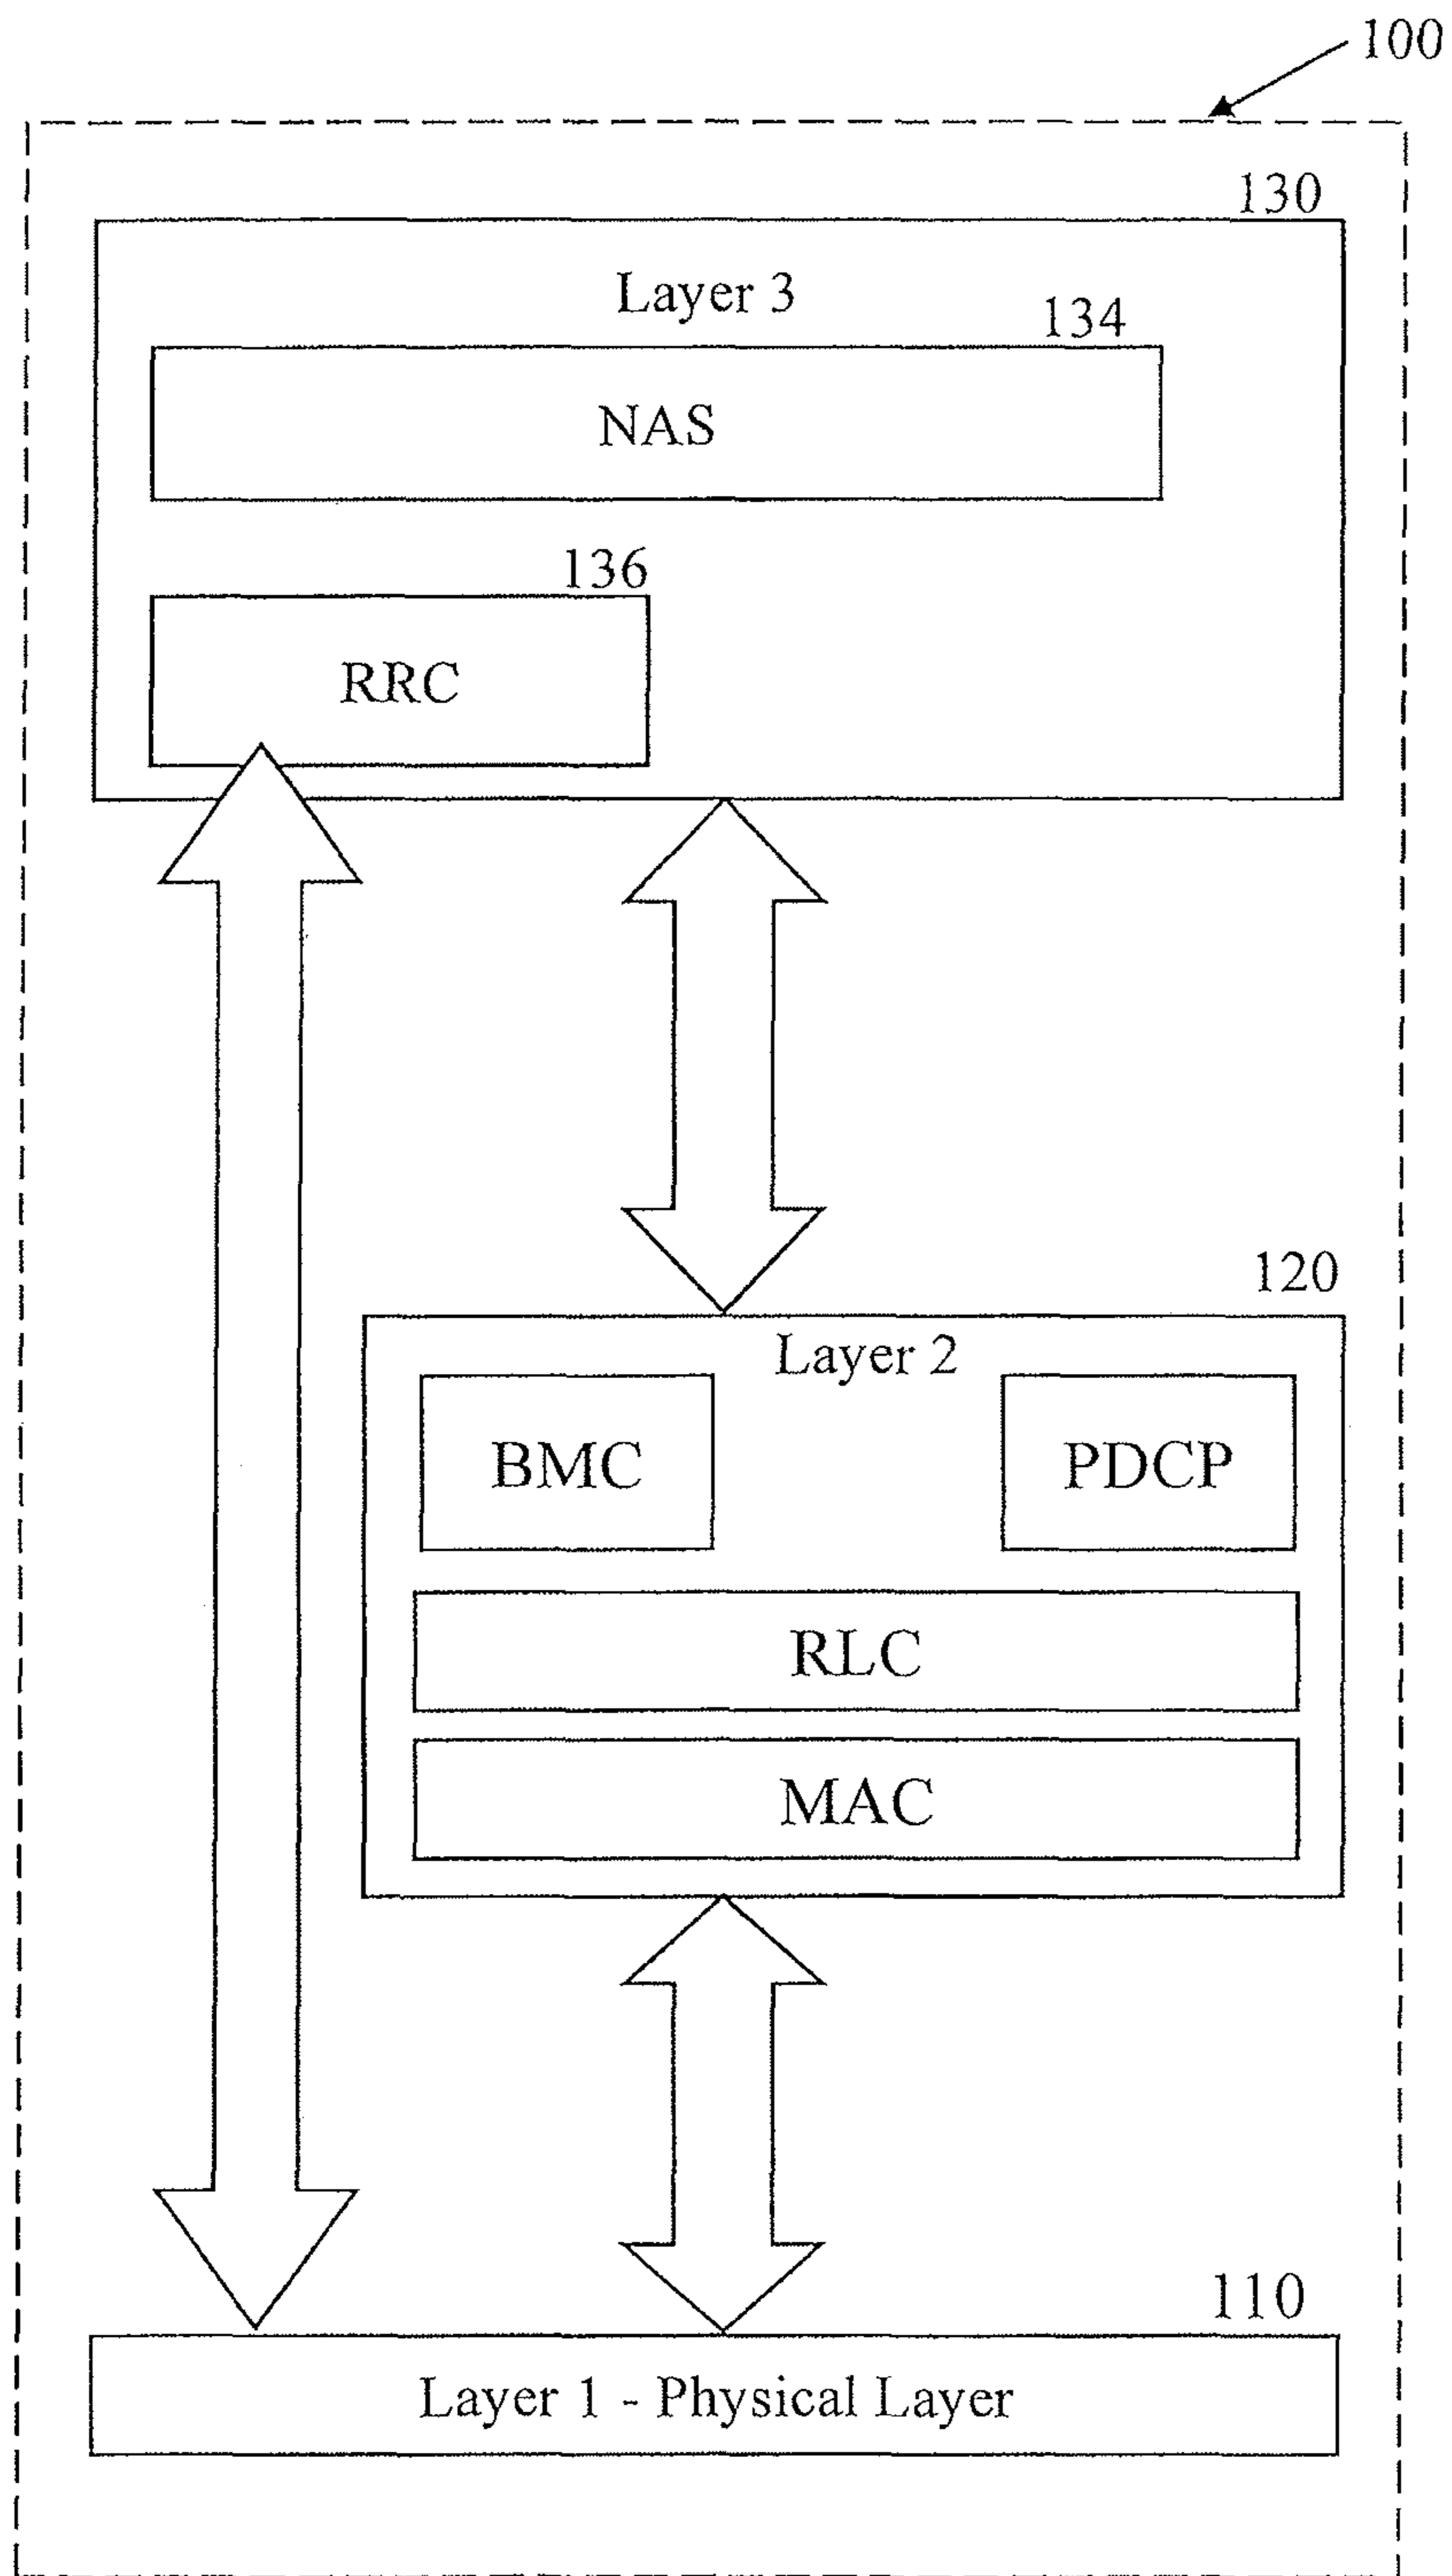 100
130
Layer 3
134
NAS
136
RRC
120
Layer 2
BMC
PDCP
RLC
MAC
110
Layer 1 - Physical Layer